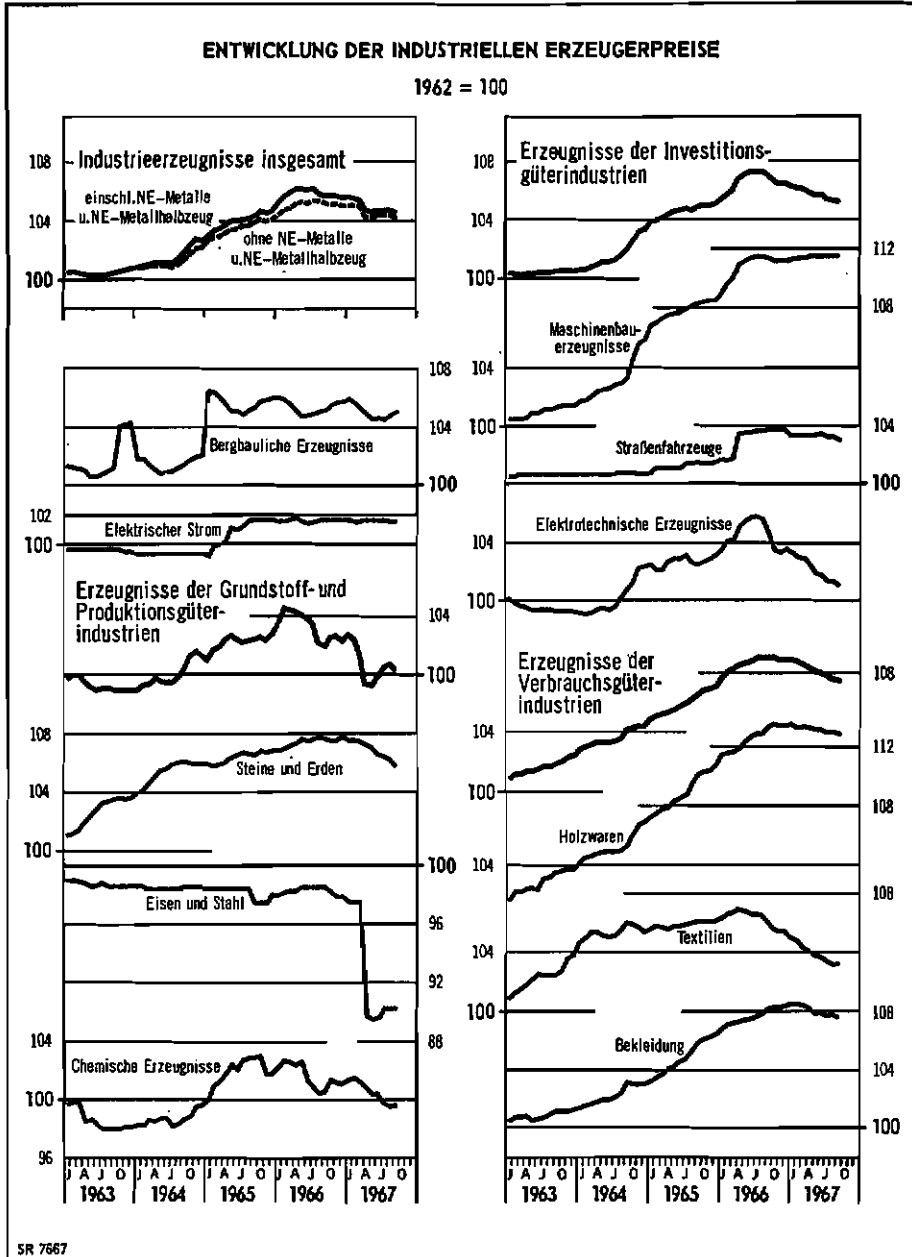 ENTWICKLUNG DER INDUSTRIELLEN ERZEUGERPREISE
1962 = 100
108
Industrieerzeugnisse insgesamt
einschl.NE-Metalle
u.NE-Metallhalbzeug
104
ohne NE-Metalle
u.NE-Metallhalbzeug
100
108
104
Bergbauliche Erzeugnisse
100
102
Elektrischer Strom
100
Erzeugnisse der Grundstoff- und
Produktionsgüter-
industrien
104
100
108
Steine und Erden
104
100
100
Eisen und Stahl
96
92
104
88
Chemische Erzeugnisse
100
96
J A J O J A J O J A J O J A J O J A J O
1963 1964 1965 1966 1967
Erzeugnisse der Investitions-
güterindustrien
108
104
112
100
108
Maschinenbau-
erzeugnisse
104
100
104
Straßenfahrzeuge
100
Elektrotechnische Erzeugnisse
104
100
Erzeugnisse der
Verbrauchsgüter-
industrien
108
104
112
100
108
Holzwaren
104
108
Textilien
104
100
108
Bekleidung
104
100
J A J O J A J O J A J O J A J O J A J O
1963 1964 1965 1966 1967
SR 7667